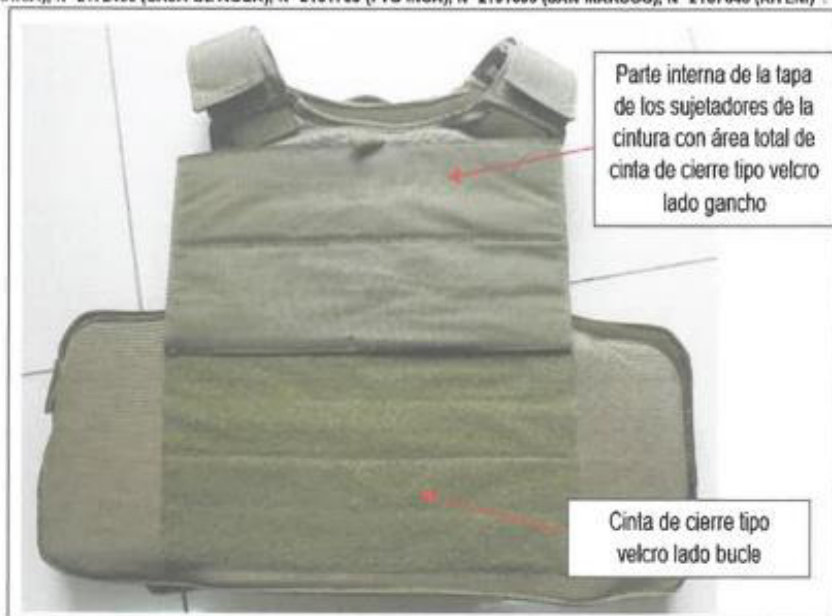 Parte interna de la tapa
de los sujetadores de la
cintura con área total de
cinta de cierre tipo velcro
lado gancho
Cinta de cierre tipo
velcro lado bucle